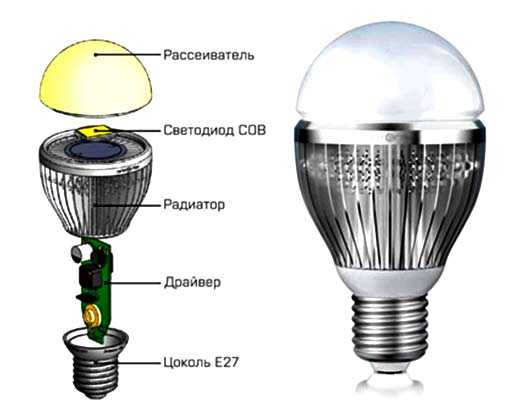 Рассеиватель
Светодиод COB
Радиатор
Драйвер
Цоколь E27